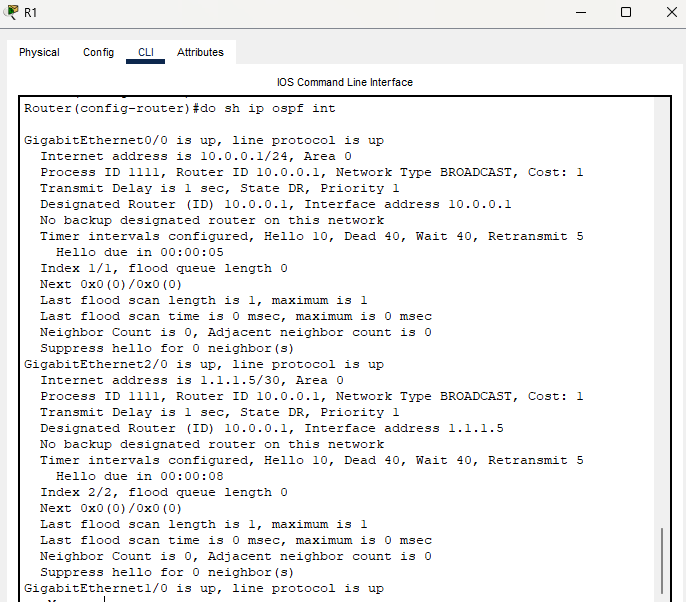 R1
Physical Config CLI Attributes
IOS Command Line Interface
Router(config-router)#do sh ip ospf int
GigabitEthernet0/0 is up, line protocol is up
Internet address is 10.0.0.1/24, Area 0
Process ID 1111, Router ID 10.0.0.1, Network Type BROADCAST, Cost: 1
Transmit Delay is 1 sec, State DR, Priority 1
Designated Router (ID) 10.0.0.1, Interface address 10.0.0.1
No backup designated router on this network
Timer intervals configured, Hello 10, Dead 40, Wait 40, Retransmit 5
Hello due in 00:00:05
Index 1/1, flood queue length 0
Next 0x0(0)/0x0(0)
Last flood scan length is 1, maximum is 1
Last flood scan time is 0 msec, maximum is 0 msec
Neighbor Count is 0, Adjacent neighbor count is 0
Suppress hello for 0 neighbor(s)
GigabitEthernet2/0 is up, line protocol is up
Internet address is 1.1.1.5/30, Area 0
Process ID 1111, Router ID 10.0.0.1, Network Type BROADCAST, Cost: 1
Transmit Delay is 1 sec, State DR, Priority 1
Designated Router (ID) 10.0.0.1, Interface address 1.1.1.5
No backup designated router on this network
Timer intervals configured, Hello 10, Dead 40, Wait 40, Retransmit 5
Hello due in 00:00:08
Index 2/2, flood queue length 0
Next 0x0(0)/0x0(0)
Last flood scan length is 1, maximum is 1
Last flood scan time is 0 msec, maximum is 0 msec
Neighbor Count is 0, Adjacent neighbor count is 0
Suppress hello for 0 neighbor(s)
GigabitEthernet1/0 is up, line protocol is up